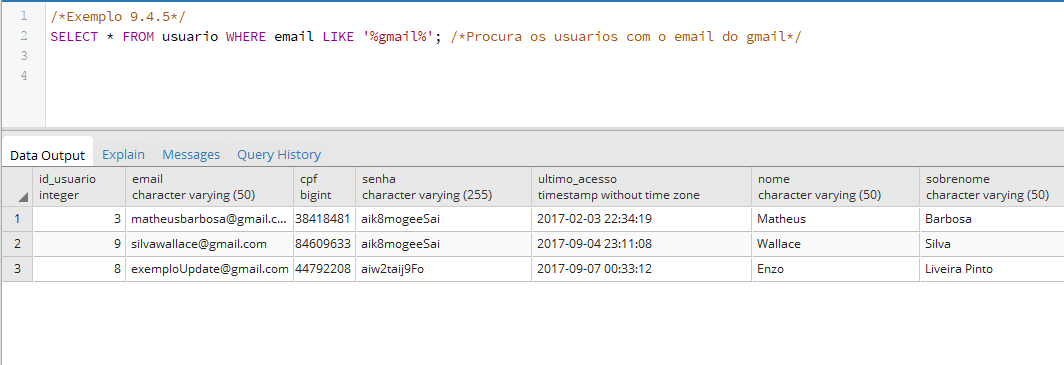 1 /*Exemplo 9.4.5*/
2 SELECT * FROM usuario WHERE email LIKE '%gmail%'; /*Procura os usuarios com o email do gmail*/
3
4
Data Output Explain Messages Query History
id_usuario email cpf senha ultimo_acesso nome sobrenome
integer character varying (50) bigint character varying (255) timestamp without time zone character varying (50) character varying (50)
1 3 matheusbarbosa@gmail.c... 38418481 aik8mogeeSai 2017-02-03 22:34:19 Matheus Barbosa
2 9 silvawallace@gmail.com 84609633 aik8mogeeSai 2017-09-04 23:11:08 Wallace Silva
3 8 exemploUpdate@gmail.com 44792208 aiw2taij9Fo 2017-09-07 00:33:12 Enzo Liveira Pinto